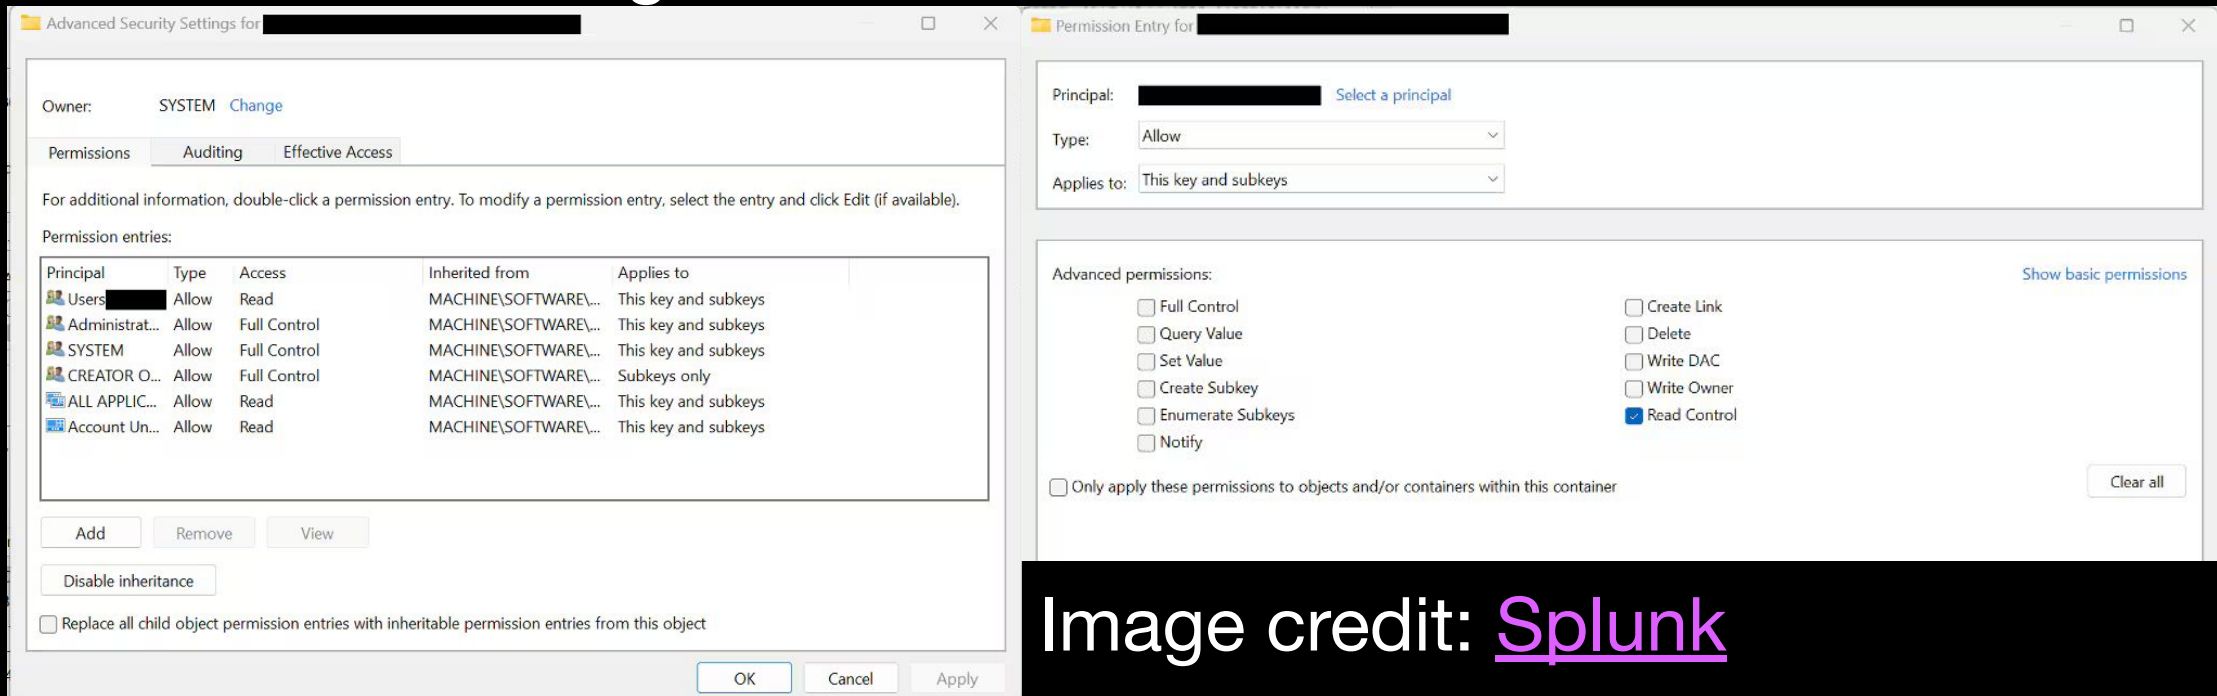 Advanced Security Settings for
Owner: SYSTEM Change
Permissions Auditing Effective Access
For additional information, double-click a permission entry. To modify a permission entry, select the entry and click Edit (if available).
Permission entries:
Principal Type Access Inherited from Applies to
Users Allow Read MACHINE\SOFTWARE\... This key and subkeys
Administrat... Allow Full Control MACHINE\SOFTWARE\... This key and subkeys
SYSTEM Allow Full Control MACHINE\SOFTWARE\... This key and subkeys
CREATOR O... Allow Full Control MACHINE\SOFTWARE\... Subkeys only
ALL APPLIC... Allow Read MACHINE\SOFTWARE\... This key and subkeys
Account Un... Allow Read MACHINE\SOFTWARE\... This key and subkeys
Add Remove View
Disable inheritance
Replace all child object permission entries with inheritable permission entries from this object
OK Cancel Apply
Permission Entry for
Principal: Select a principal
Type: Allow
Applies to: This key and subkeys
Advanced permissions: Show basic permissions
Full Control Create Link
Query Value Delete
Set Value Write DAC
Create Subkey Write Owner
Enumerate Subkeys Read Control
Notify
Only apply these permissions to objects and/or containers within this container
Clear all
Image credit: Splunk